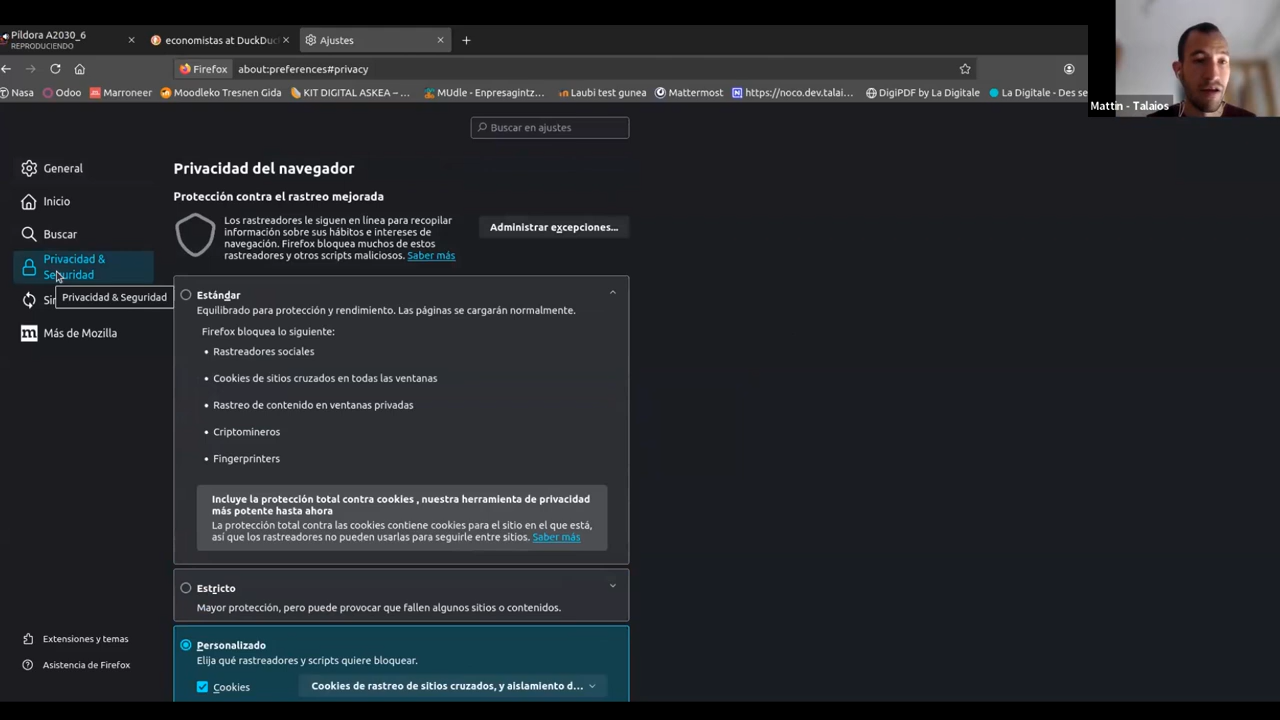 Píldora A2030_6
REPRODUCIENDO
economistas at DuckDuc
Ajustes
Firefox
about:preferences#privacy
Nasa
Odoo
Marroneer
Moodleko Tresnen Gida
KIT DIGITAL ASKEA – ...
MUdle - Enpresagintz...
Laubi test gunea
Mattermost
https://noco.dev.talai...
DigiPDF by La Digitale
La Digitale - Des se
Mattin - Talaios
Buscar en ajustes
General
Inicio
Buscar
Privacidad &
Seguridad
Privacidad & Seguridad
Más de Mozilla
Extensiones y temas
Asistencia de Firefox
Privacidad del navegador
Protección contra el rastreo mejorada
Los rastreadores le siguen en línea para recopilar
información sobre sus hábitos e intereses de
navegación. Firefox bloquea muchos de estos
rastreadores y otros scripts maliciosos. Saber más
Administrar excepciones...
Estándar
Equilibrado para protección y rendimiento. Las páginas se cargarán normalmente.
Firefox bloquea lo siguiente:
• Rastreadores sociales
• Cookies de sitios cruzados en todas las ventanas
• Rastreo de contenido en ventanas privadas
• Criptomineros
• Fingerprinters
Incluye la protección total contra cookies , nuestra herramienta de privacidad
más potente hasta ahora
La protección total contra las cookies contiene cookies para el sitio en el que está,
así que los rastreadores no pueden usarlas para seguirle entre sitios. Saber más
Estricto
Mayor protección, pero puede provocar que fallen algunos sitios o contenidos.
Personalizado
Elija qué rastreadores y scripts quiere bloquear.
Cookies
Cookies de rastreo de sitios cruzados, y aislamiento d...